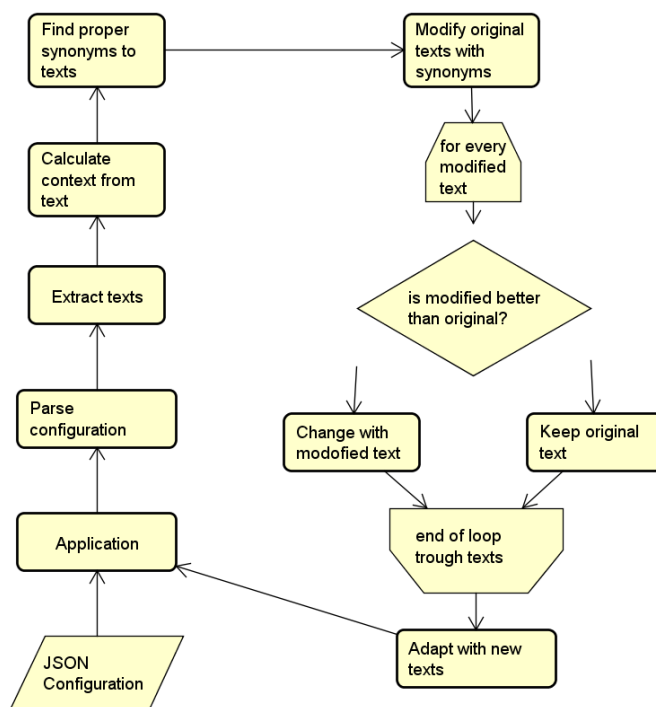 Find proper
synonyms to
texts
Modify original
texts with
synonyms
for every
modified
text
Calculate
context from
text
is modified better
than original?
Extract texts
Parse
configuration
Change with
modofied text
Keep original
text
Application
end of loop
trough texts
JSON
Configuration
Adapt with new
texts